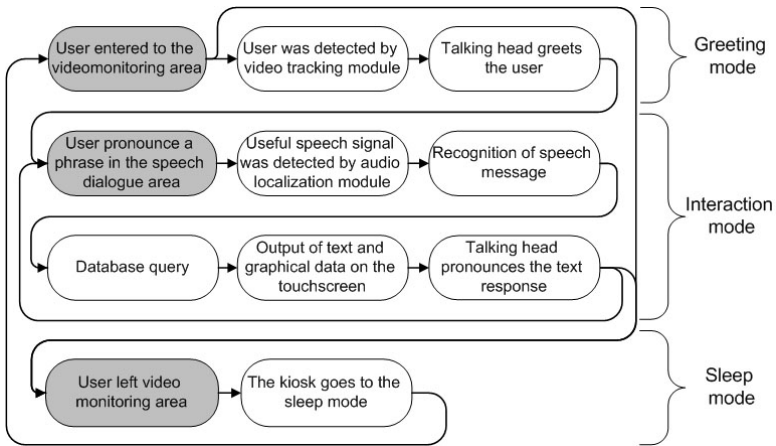 User entered to the
videomonitoring area
User was detected by
video tracking module
Talking head greets
the user
Greeting
mode
User pronounce a
phrase in the speech
dialogue area
Useful speech signal
was detected by audio
localization module
Recognition of speech
message
Interaction
mode
Database query
Output of text and
graphical data on the
touchscreen
Talking head
pronounces the text
response
User left video
monitoring area
The kiosk goes to the
sleep mode
Sleep
mode